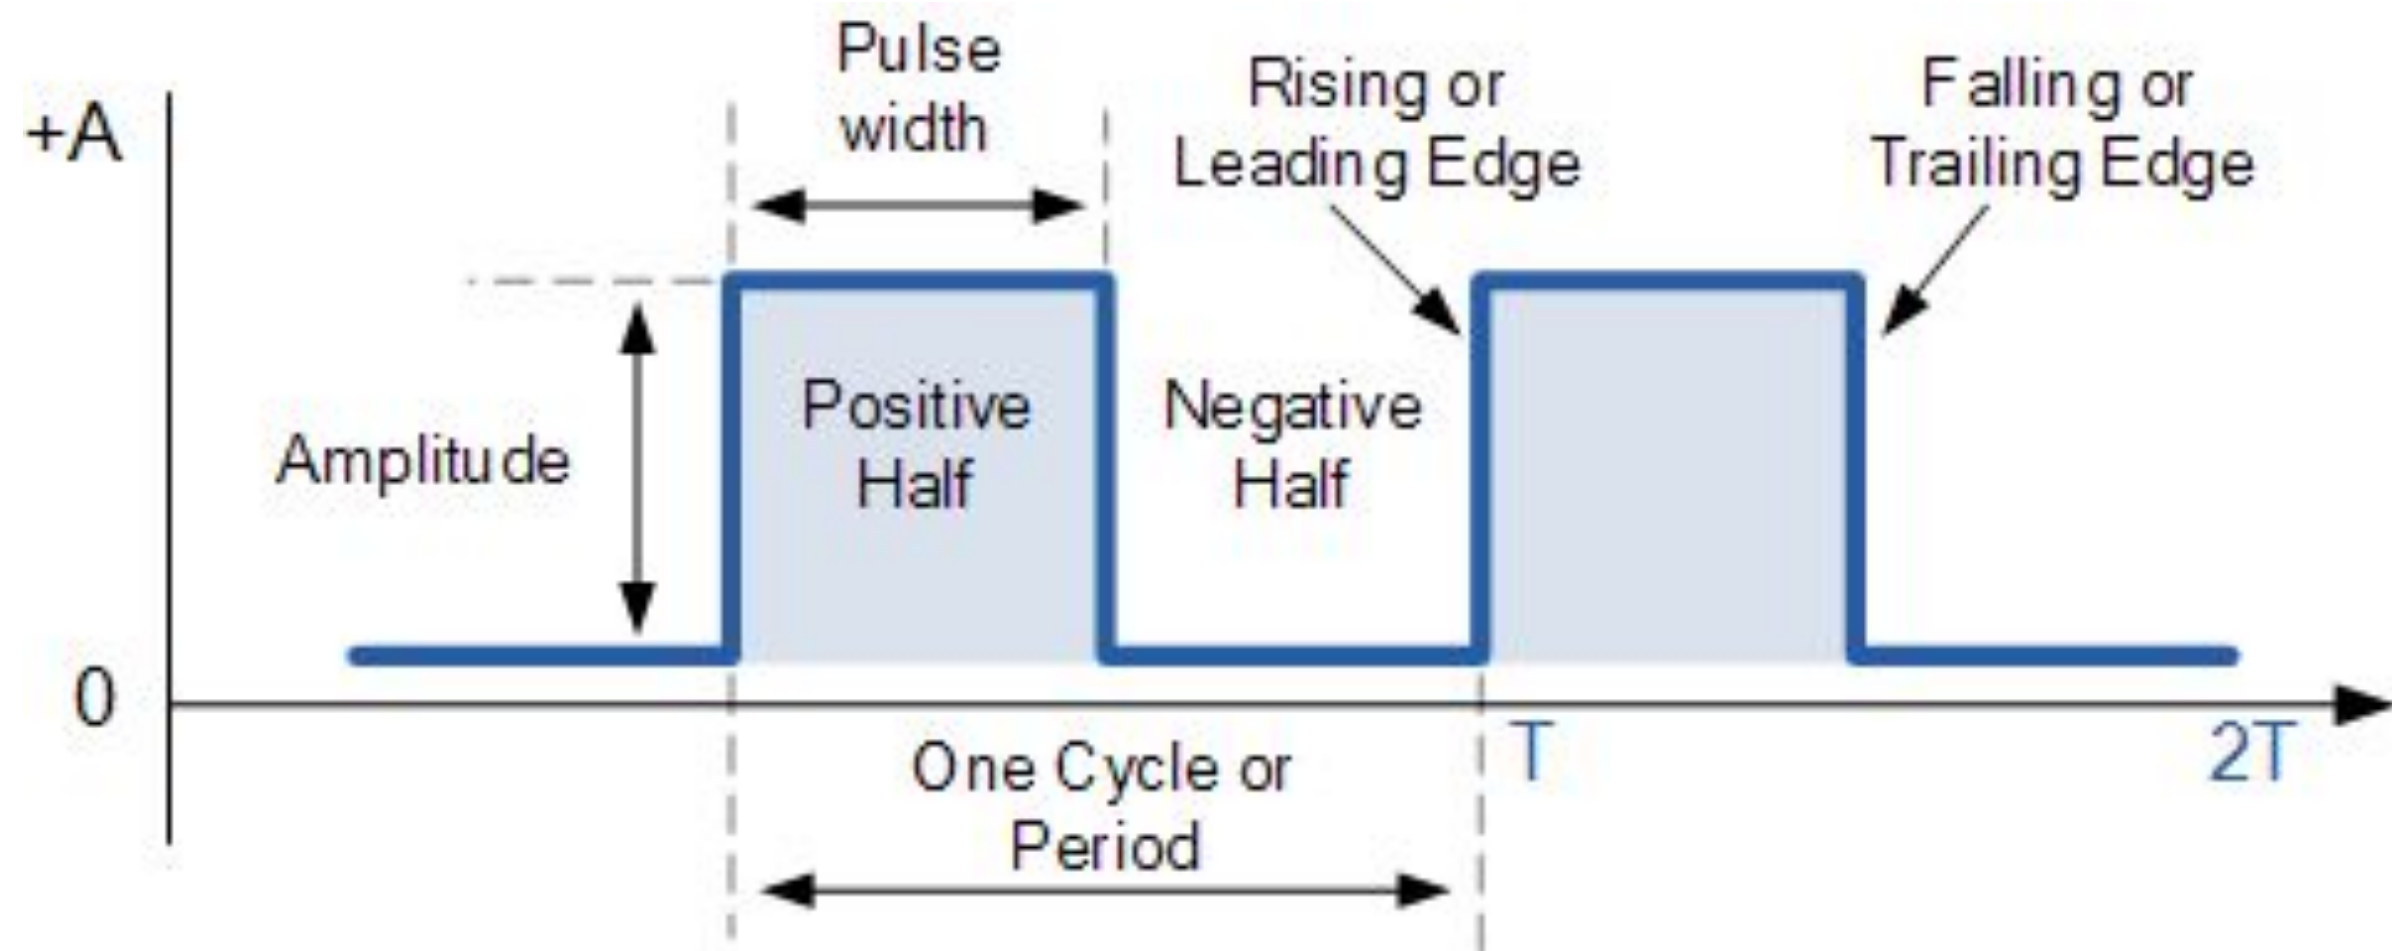 Pulse
width
Rising or
Leading Edge
Falling or
Trailing Edge
+A
Amplitude
Positive
Half
Negative
Half
0
T
2T
One Cycle or
Period